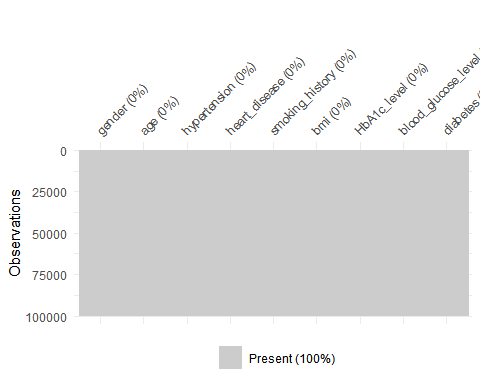 gender (0%)
age (0%)
hypertension (0%)
heart_disease (0%)
smoking_history (0%)
bmi (0%)
HbA1c_level (0%)
blood_glucose_level
diabetes
0
25000
50000
75000
100000
Observations
Present (100%)